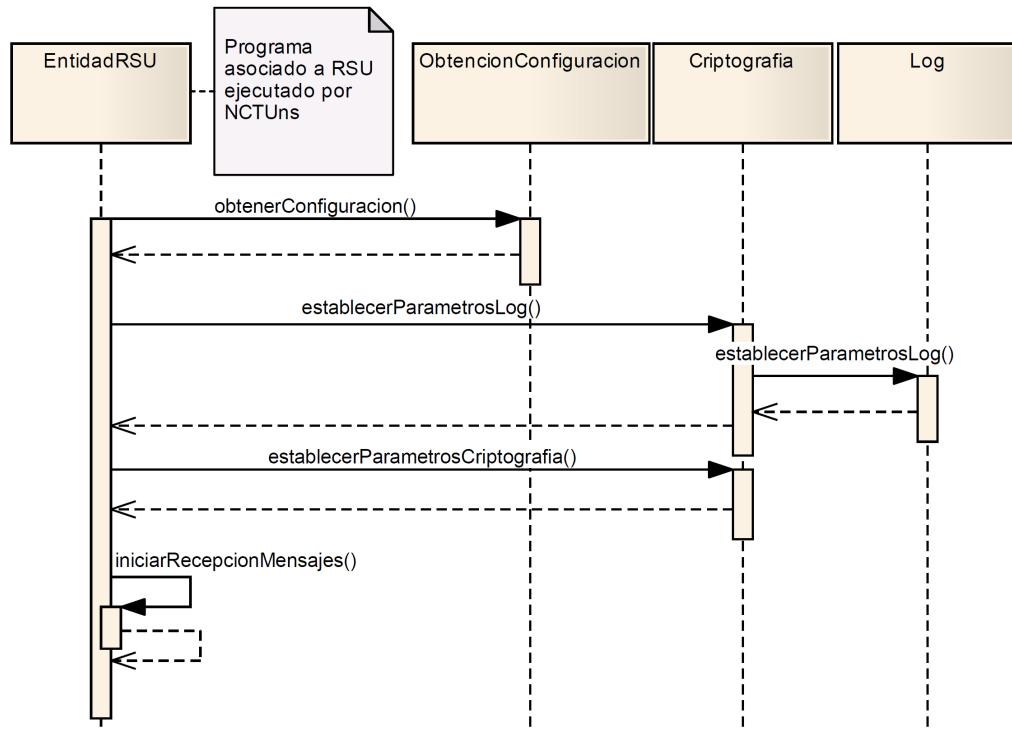 EntidadRSU
Programa
asociado a RSU
ejecutado por
NCTUns
ObtencionConfiguracion
Criptografia
Log
obtenerConfiguracion()
establecerParametrosLog()
establecerParametrosLog()
establecerParametrosCriptografia()
iniciarRecepcionMensajes()